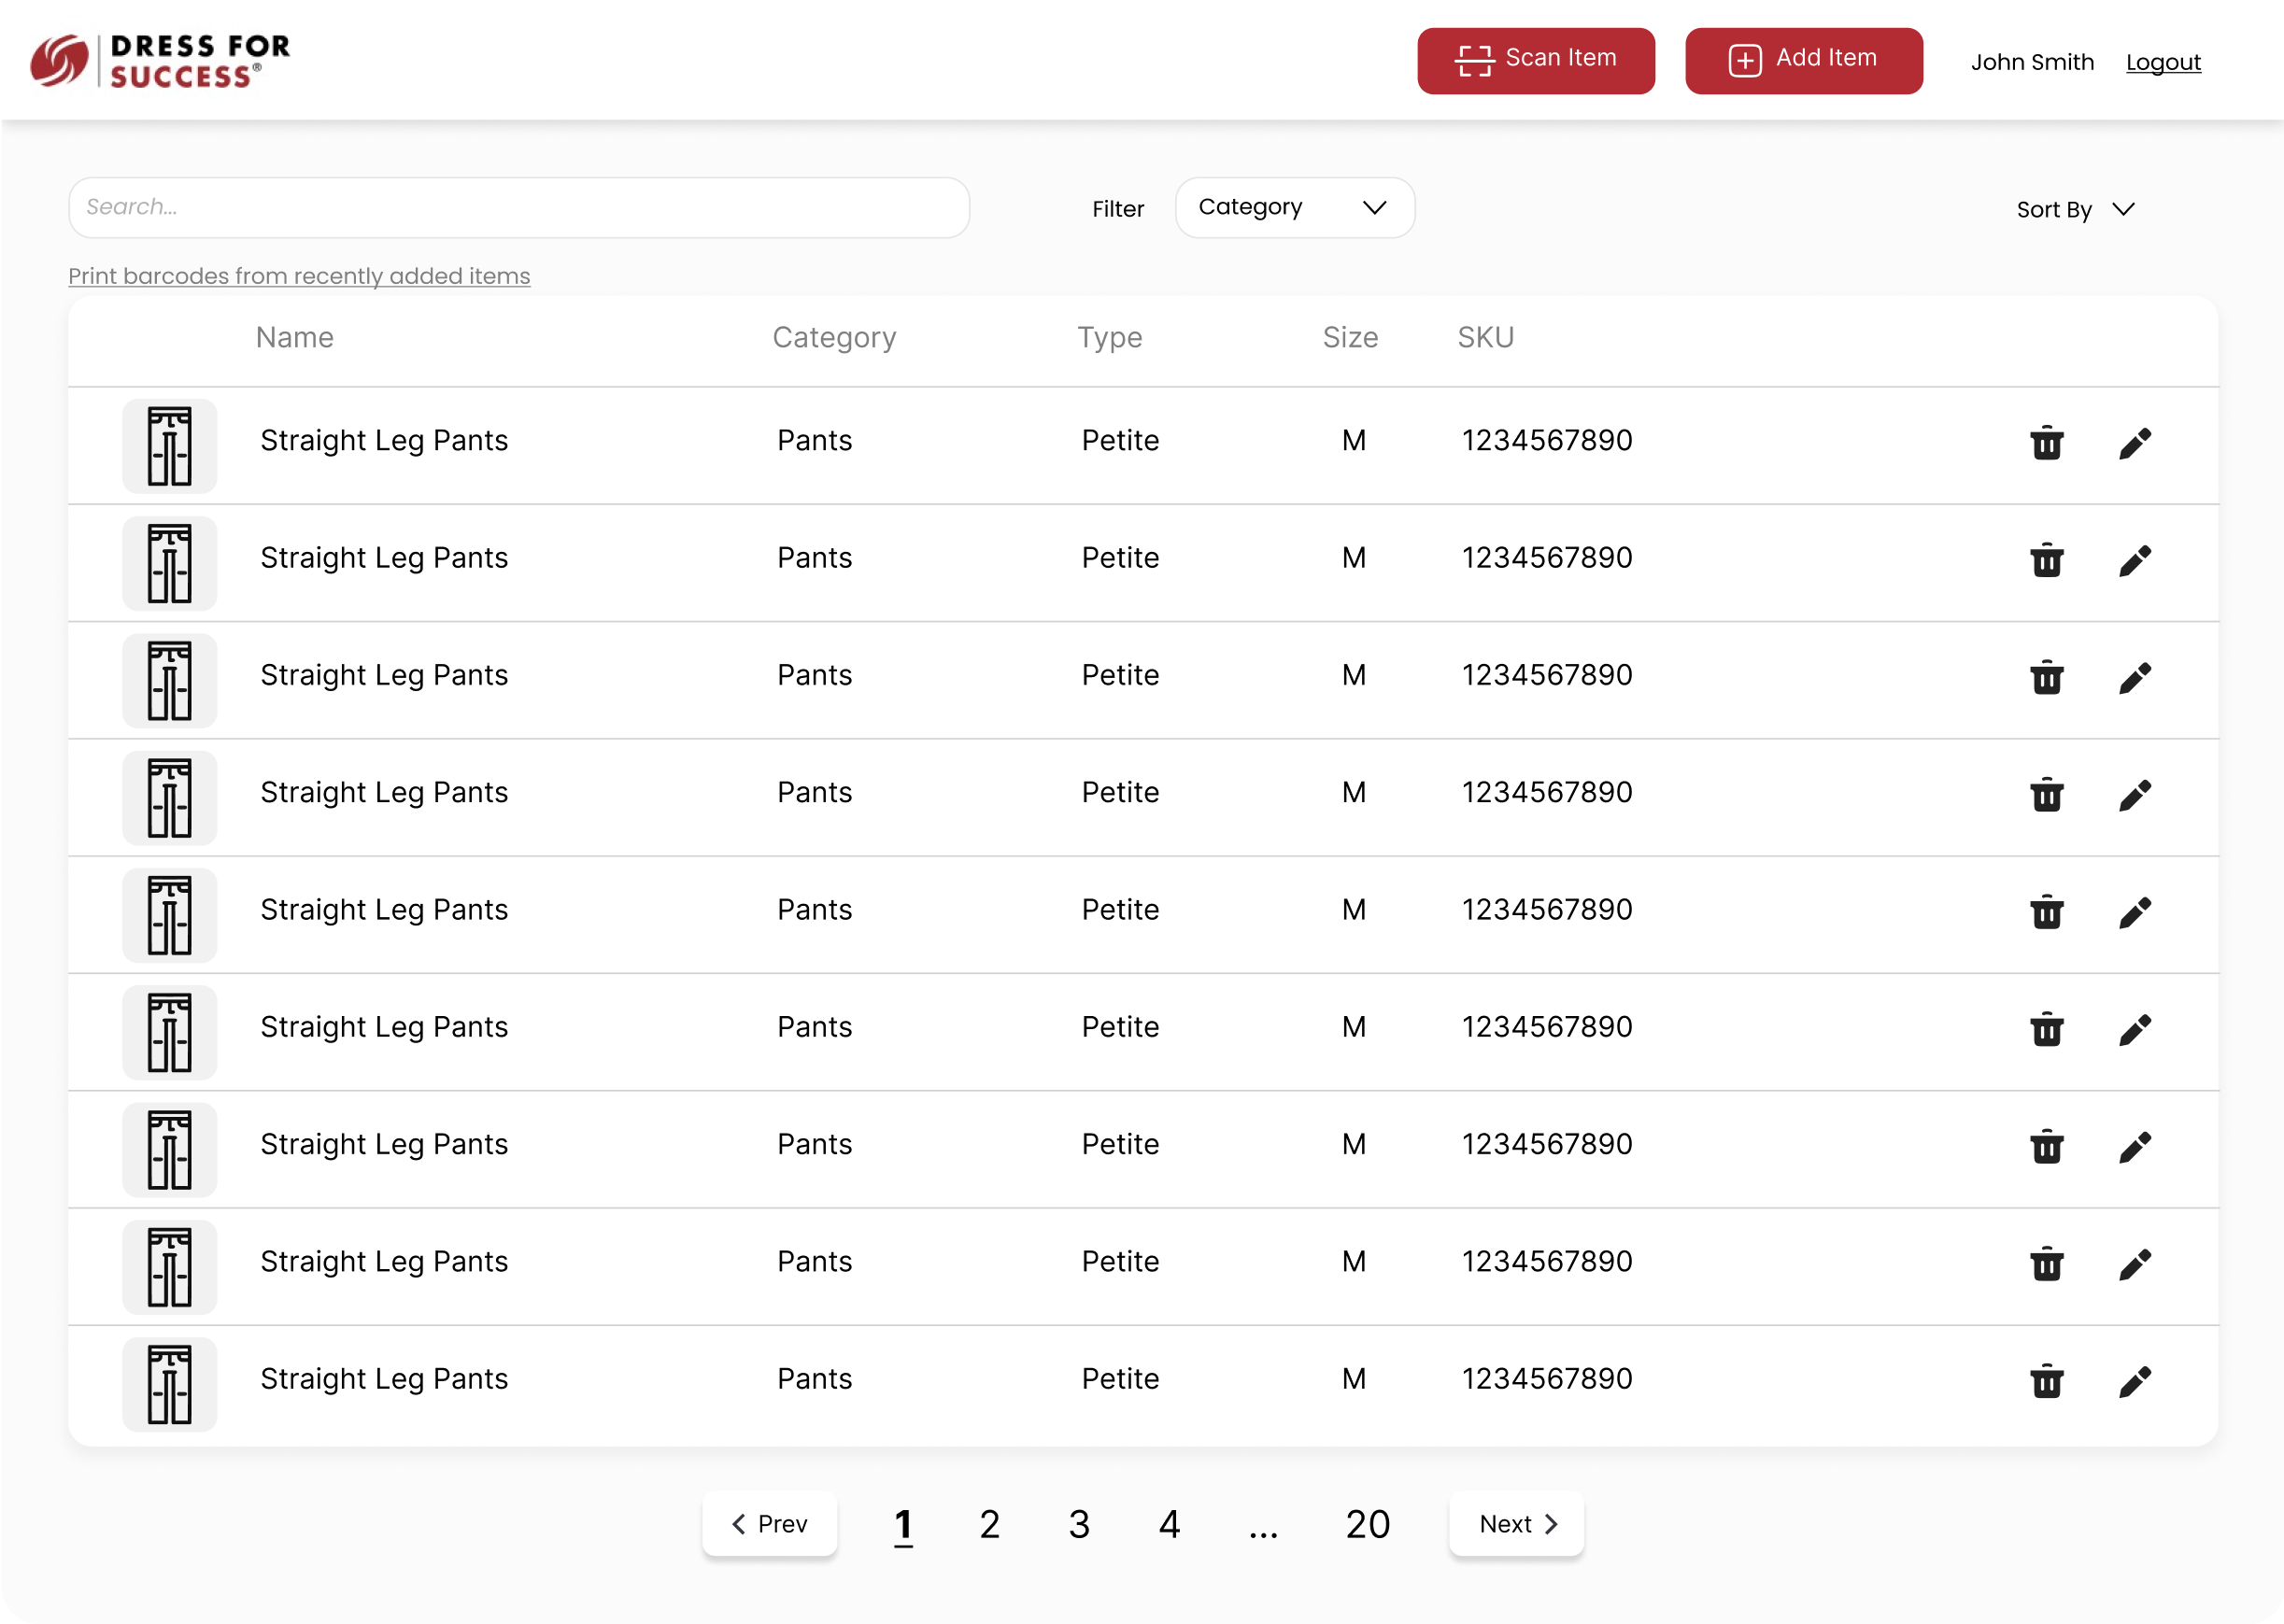 DRESS FOR
SUCCESS®
Scan Item
Add Item
John Smith
Logout
Search...
Filter
Category
Sort By
Print barcodes from recently added items
Name Category Type Size SKU
Straight Leg Pants Pants Petite M 1234567890
Straight Leg Pants Pants Petite M 1234567890
Straight Leg Pants Pants Petite M 1234567890
Straight Leg Pants Pants Petite M 1234567890
Straight Leg Pants Pants Petite M 1234567890
Straight Leg Pants Pants Petite M 1234567890
Straight Leg Pants Pants Petite M 1234567890
Straight Leg Pants Pants Petite M 1234567890
Straight Leg Pants Pants Petite M 1234567890
Prev 1 2 3 4 ... 20 Next